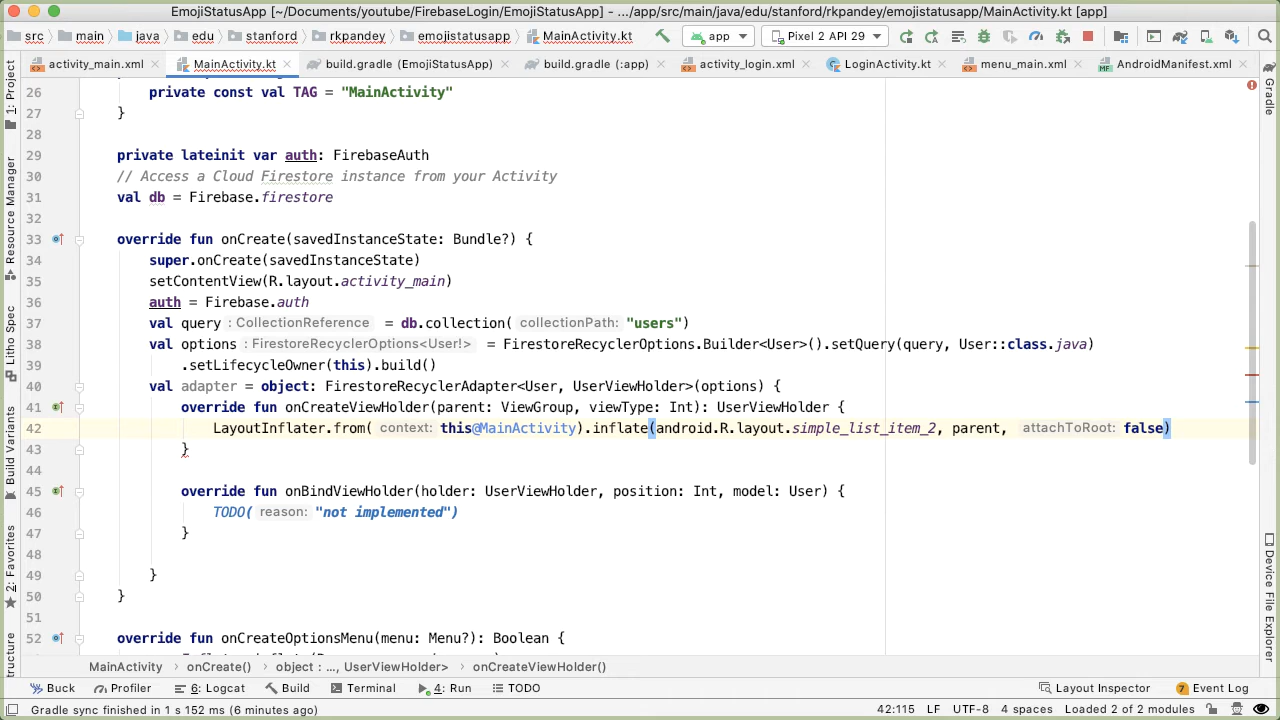 EmojiStatusApp [~/Documents/youtube/FirebaseLogin/EmojiStatusApp] - .../app/src/main/java/edu/stanford/rkpandey/emojistatusapp/MainActivity.kt [app]
src main java edu stanford rkpandey emojistatusapp MainActivity.kt app Pixel 2 API 29
activity_main.xml MainActivity.kt build.gradle (EmojiStatusApp) build.gradle (:app) activity_login.xml LoginActivity.kt menu_main.xml AndroidManifest.xml
26 private const val TAG = "MainActivity"
27 }
28
29 private lateinit var auth: FirebaseAuth
30 // Access a Cloud Firestore instance from your Activity
31 val db = Firebase.firestore
32
33 override fun onCreate(savedInstanceState: Bundle?) {
34 super.onCreate(savedInstanceState)
35 setContentView(R.layout.activity_main)
36 auth = Firebase.auth
37 val query : CollectionReference = db.collection( collectionPath: "users")
38 val options : FirestoreRecyclerOptions<User!> = FirestoreRecyclerOptions.Builder<User>().setQuery(query, User::class.java)
39 .setLifecycleOwner(this).build()
40 val adapter = object: FirestoreRecyclerAdapter<User, UserViewHolder>(options) {
41 override fun onCreateViewHolder(parent: ViewGroup, viewType: Int): UserViewHolder {
42 LayoutInflater.from( context: this@MainActivity).inflate(android.R.layout.simple_list_item_2, parent, attachToRoot: false)
43 }
44
45 override fun onBindViewHolder(holder: UserViewHolder, position: Int, model: User) {
46 TODO( reason: "not implemented")
47 }
48
49 }
50 }
51
52 override fun onCreateOptionsMenu(menu: Menu?): Boolean {
MainActivity onCreate() object : ..., UserViewHolder> onCreateViewHolder()
Buck Profiler 6: Logcat Build Terminal 4: Run TODO Layout Inspector 7 Event Log
Gradle sync finished in 1 s 152 ms (6 minutes ago) 42:115 LF UTF-8 4 spaces Loaded 2 of 2 modules
1: Project
Resource Manager
Litho Spec
Build Variants
2: Favorites
Gradle
Device File Explorer